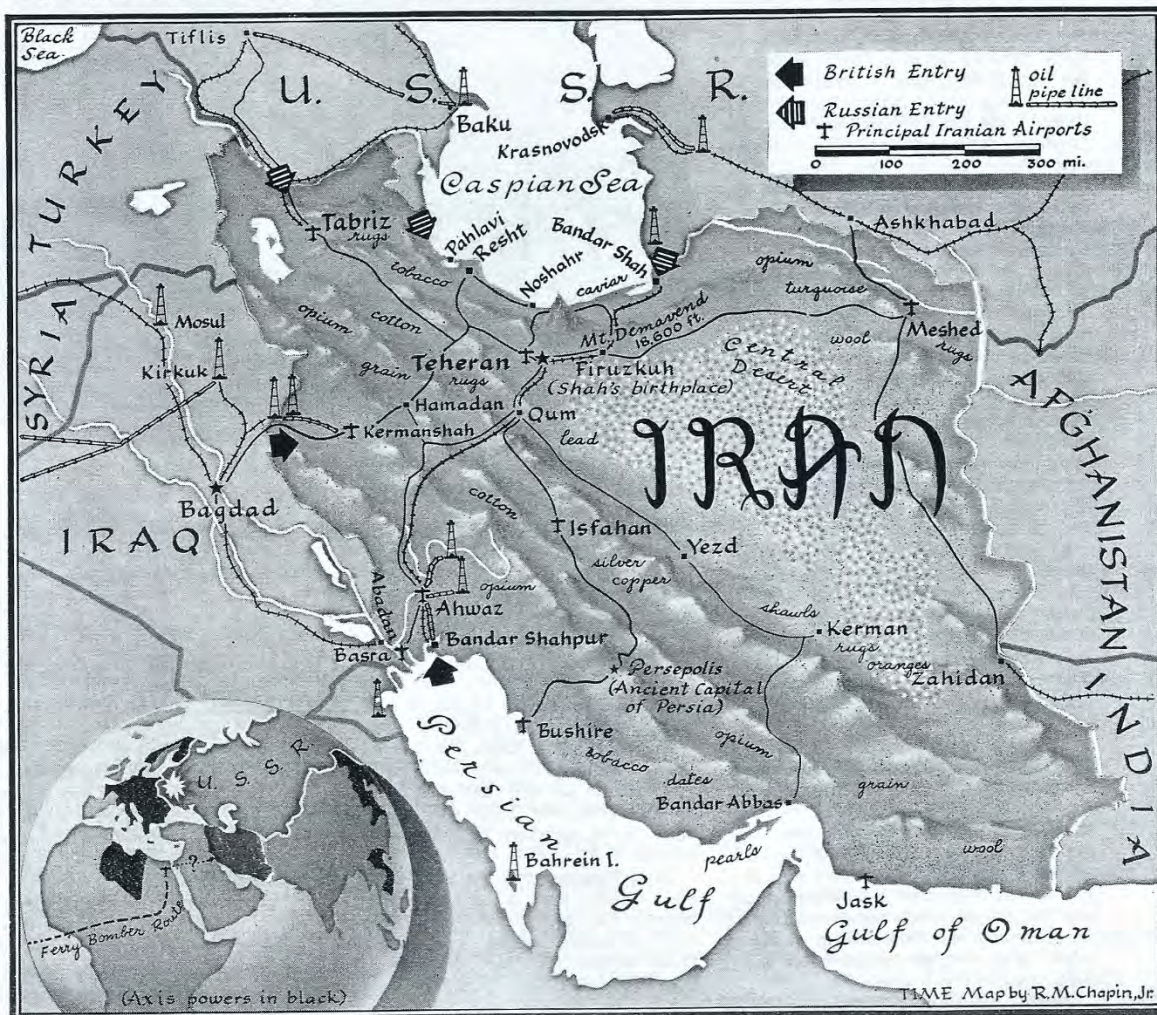 Black
Sea
Tiflis
U. S. S. R.
British Entry
oil
pipe line
Russian Entry
Principal Iranian Airports
0 100 200 300 mi.
Baku
Krasnovodsk
Caspian Sea
TURKEY
Ashkhabad
Tabriz
rugs
Pahlavi
Resht
Bandar Shah
Noshahr
caviar
tobacco
opium
turquoise
SYRIA
Mosul
opium
cotton
Mt. Demavend
18,600 ft.
wool
Meshed
rugs
Kirkuk
grain
Teheran
rugs
Firuzkuh
(Shah's birthplace)
Central
Desert
AFGHANISTAN
Hamadan
Qum
Kermanshah
lead
IRAN
Bagdad
IRAQ
cotton
Isfahan
Yezd
silver
copper
Abadan
Ahwaz
opium
shawls
Kerman
rugs
oranges
Basra
Bandar Shahpur
Persepolis
(Ancient Capital
of Persia)
Zahidan
INDIA
Persian
Gulf
Bushire
tobacco
dates
opium
grain
Bandar Abbas
wool
Bahrein I.
pearls
Jask
Gulf of Oman
U. S. S. R.
?
Ferry Bomber Route
(Axis powers in black)
TIME Map by R.M. Chapin, Jr.